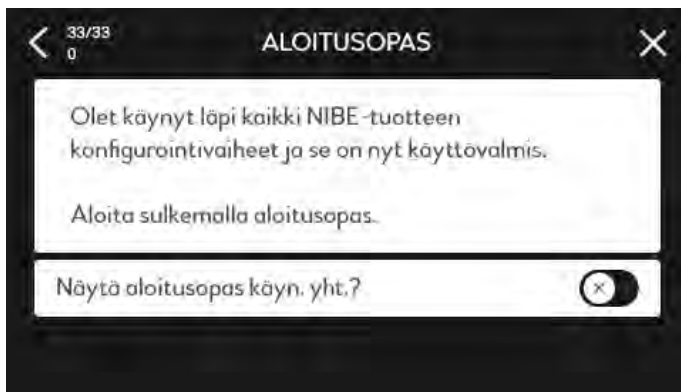 33/33
0
ALOITUSOPAS
Olet käynyt läpi kaikki NIBE-tuotteen
konfigurointivaiheet ja se on nyt käyttövalmis.
Aloita sulkemalla aloitusopas.
Näytä aloitusopas käyn. yht.?